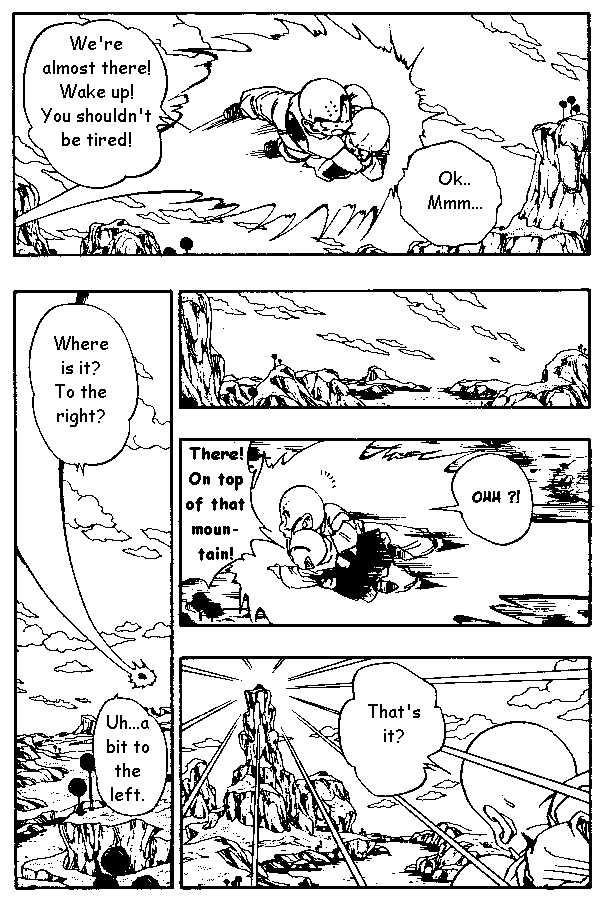 We're
almost there!
Wake up!
You shouldn't
be tired!
Ok..
Mmm...
Where
is it?
To the
right?
Uh...a
bit to
the
left.
There!
On top
of that
moun-
tain!
OHH ?!
That's
it?